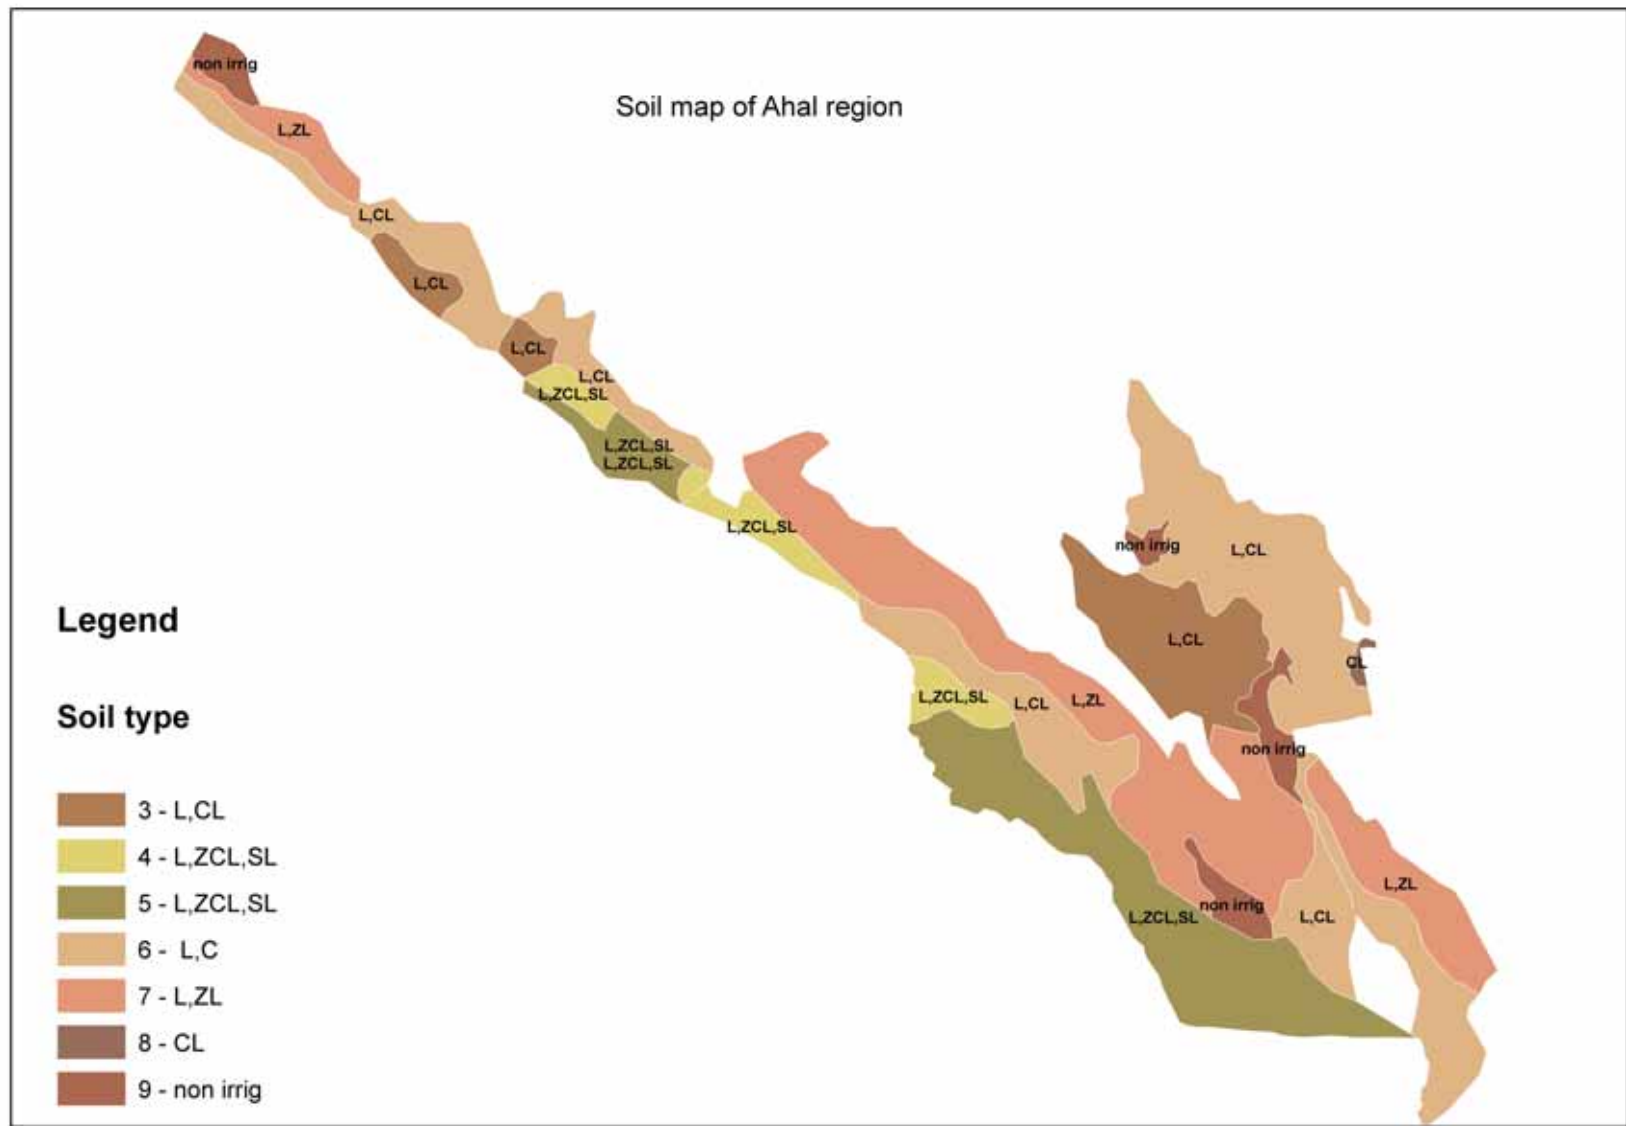 non irrig
Soil map of Ahal region
L,ZL
L,CL
L,CL
L,CL
L,CL
L,ZCL,SL
L,ZCL,SL
L,ZCL,SL
L,ZCL,SL
non irrig
L,CL
L,CL
CL
L,ZCL,SL
L,CL
L,ZL
non irrig
L,ZL
non irrig
L,ZCL,SL
L,CL
Legend
Soil type
3 - L,CL
4 - L,ZCL,SL
5 - L,ZCL,SL
6 - L,C
7 - L,ZL
8 - CL
9 - non irrig